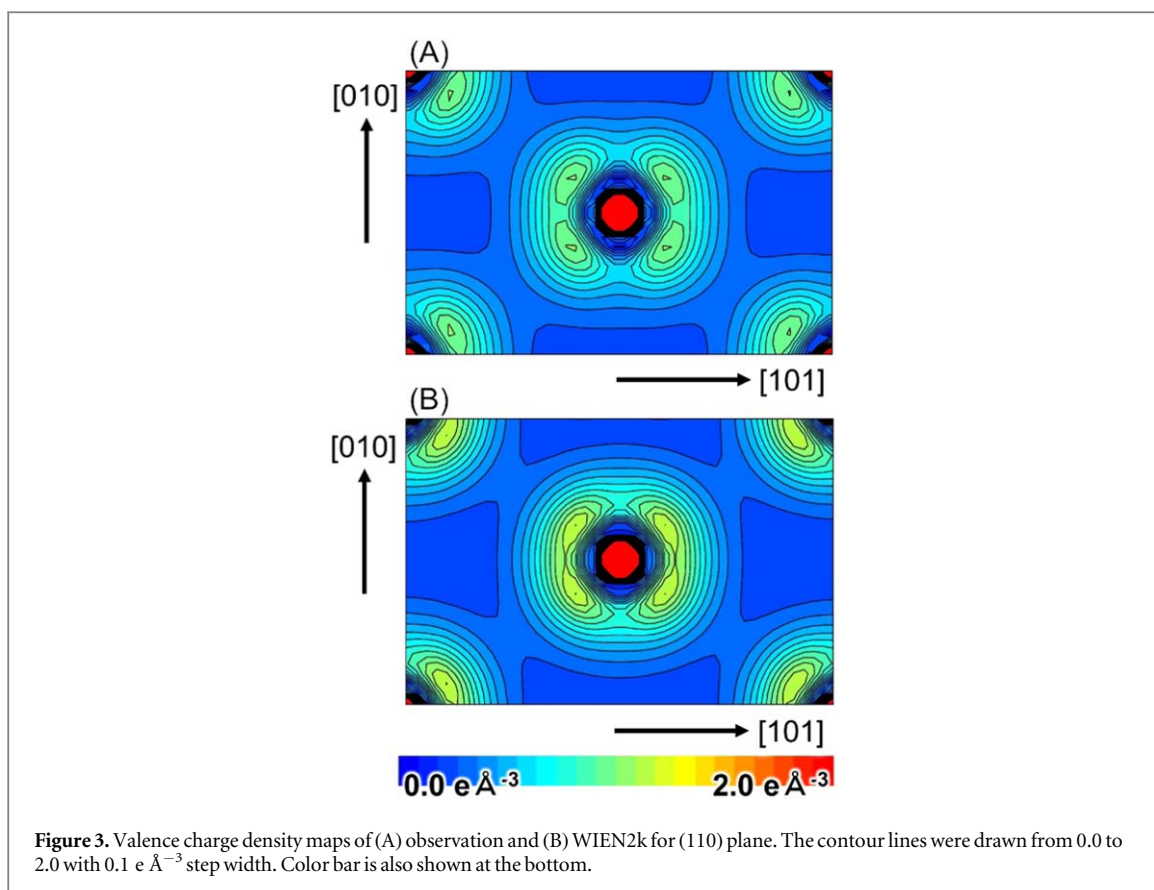 (A)
[010]
[101]
(B)
[010]
[101]
0.0 e Å⁻³ 2.0 e Å⁻³
Figure 3. Valence charge density maps of (A) observation and (B) WIEN2k for (110) plane. The contour lines were drawn from 0.0 to
2.0 with 0.1 e Å⁻³ step width. Color bar is also shown at the bottom.